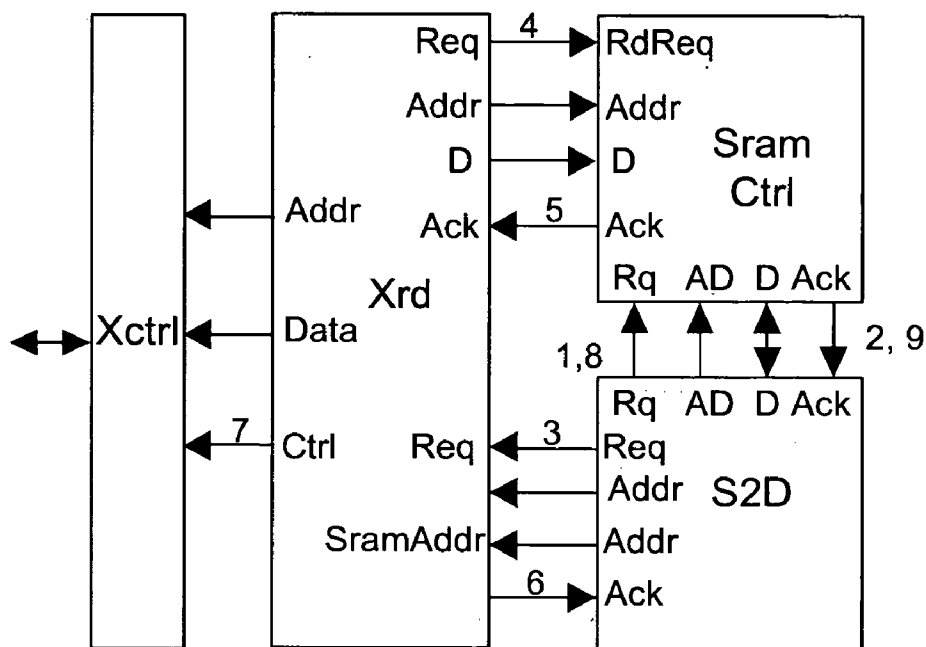 Req 4 RdReq
Addr Addr
D D
Sram
Ctrl
Addr
Ack 5 Ack
Xrd
Rq AD D Ack
Xctrl
Data
1,8
2, 9
Rq AD D Ack
7 Ctrl
Req 3 Req
Addr
S2D
SramAddr Addr
6 Ack